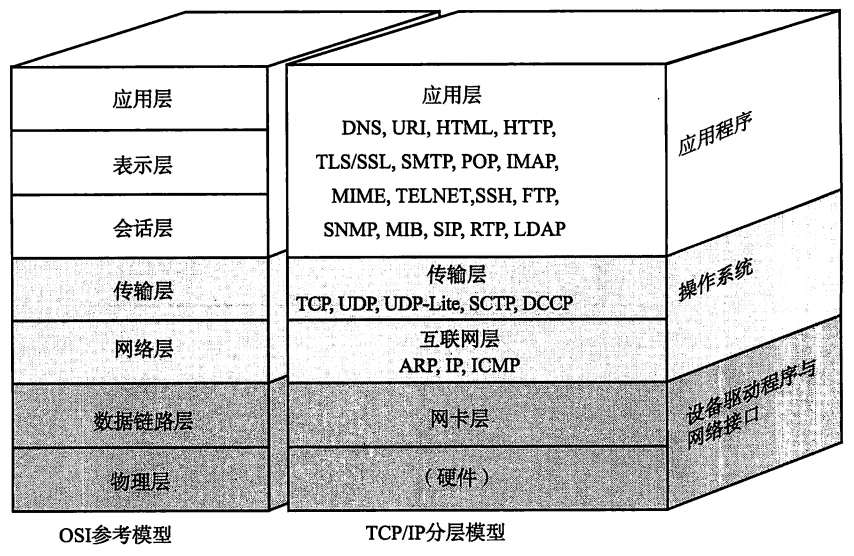 应用层
表示层
会话层
传输层
网络层
数据链路层
物理层
OSI参考模型
应用层
DNS, URI, HTML, HTTP,
TLS/SSL, SMTP, POP, IMAP,
MIME, TELNET,SSH, FTP,
SNMP, MIB, SIP, RTP, LDAP
传输层
TCP, UDP, UDP-Lite, SCTP, DCCP
互联网层
ARP, IP, ICMP
网卡层
（硬件）
TCP/IP分层模型
应用程序
操作系统
设备驱动程序与
网络接口